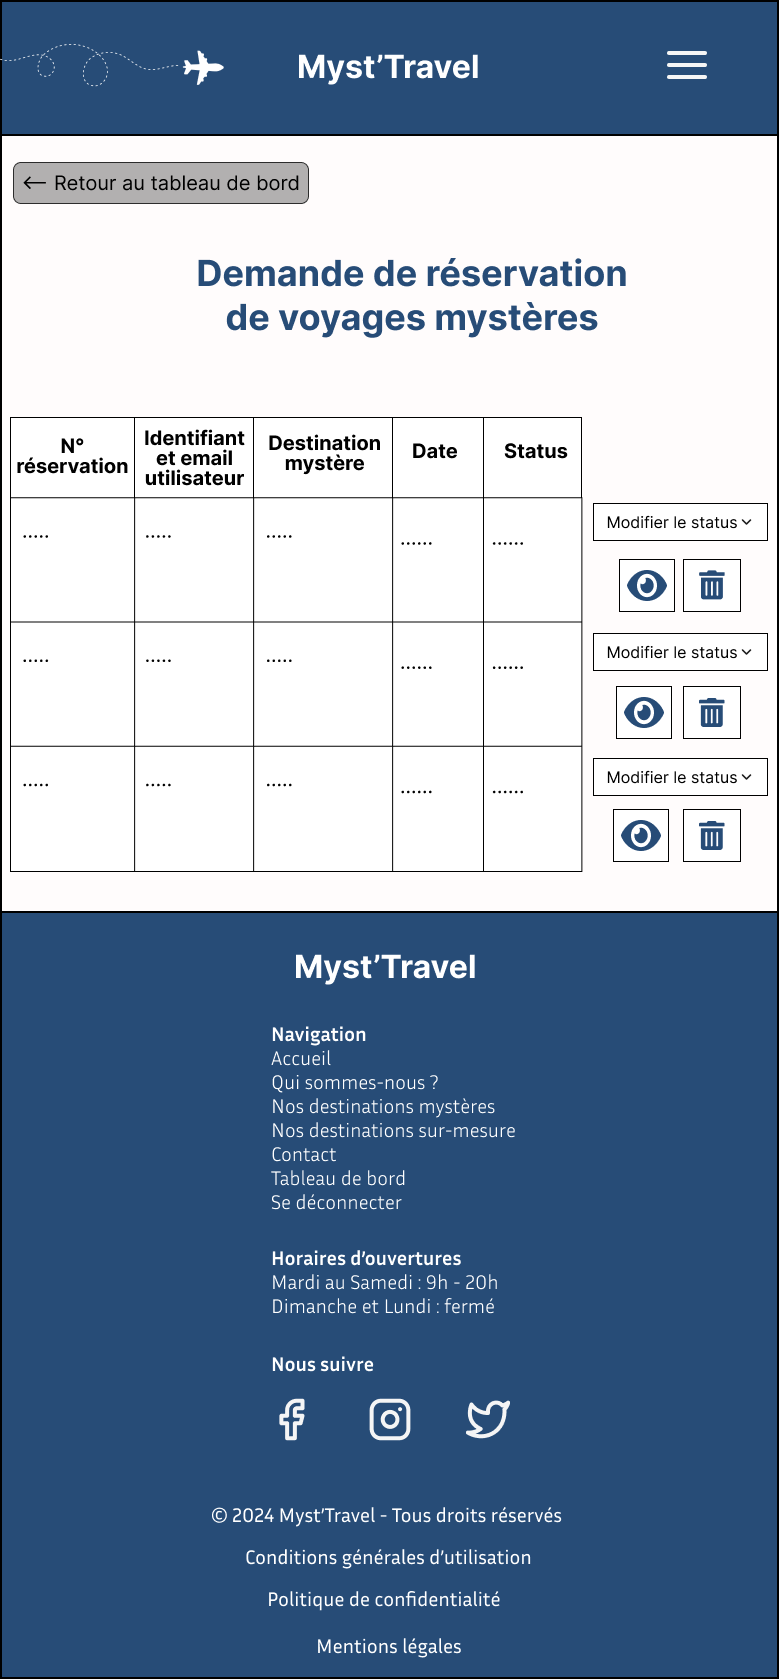 Myst’Travel
← Retour au tableau de bord
Demande de réservation
de voyages mystères
N°
réservation
Identifiant
et email
utilisateur
Destination
mystère
Date
Status
..... ..... ..... ...... ......
Modifier le status
..... ..... ..... ...... ......
Modifier le status
..... ..... ..... ...... ......
Modifier le status
Myst’Travel
Navigation
Accueil
Qui sommes-nous ?
Nos destinations mystères
Nos destinations sur-mesure
Contact
Tableau de bord
Se déconnecter
Horaires d’ouvertures
Mardi au Samedi : 9h - 20h
Dimanche et Lundi : fermé
Nous suivre
© 2024 Myst’Travel - Tous droits réservés
Conditions générales d’utilisation
Politique de confidentialité
Mentions légales